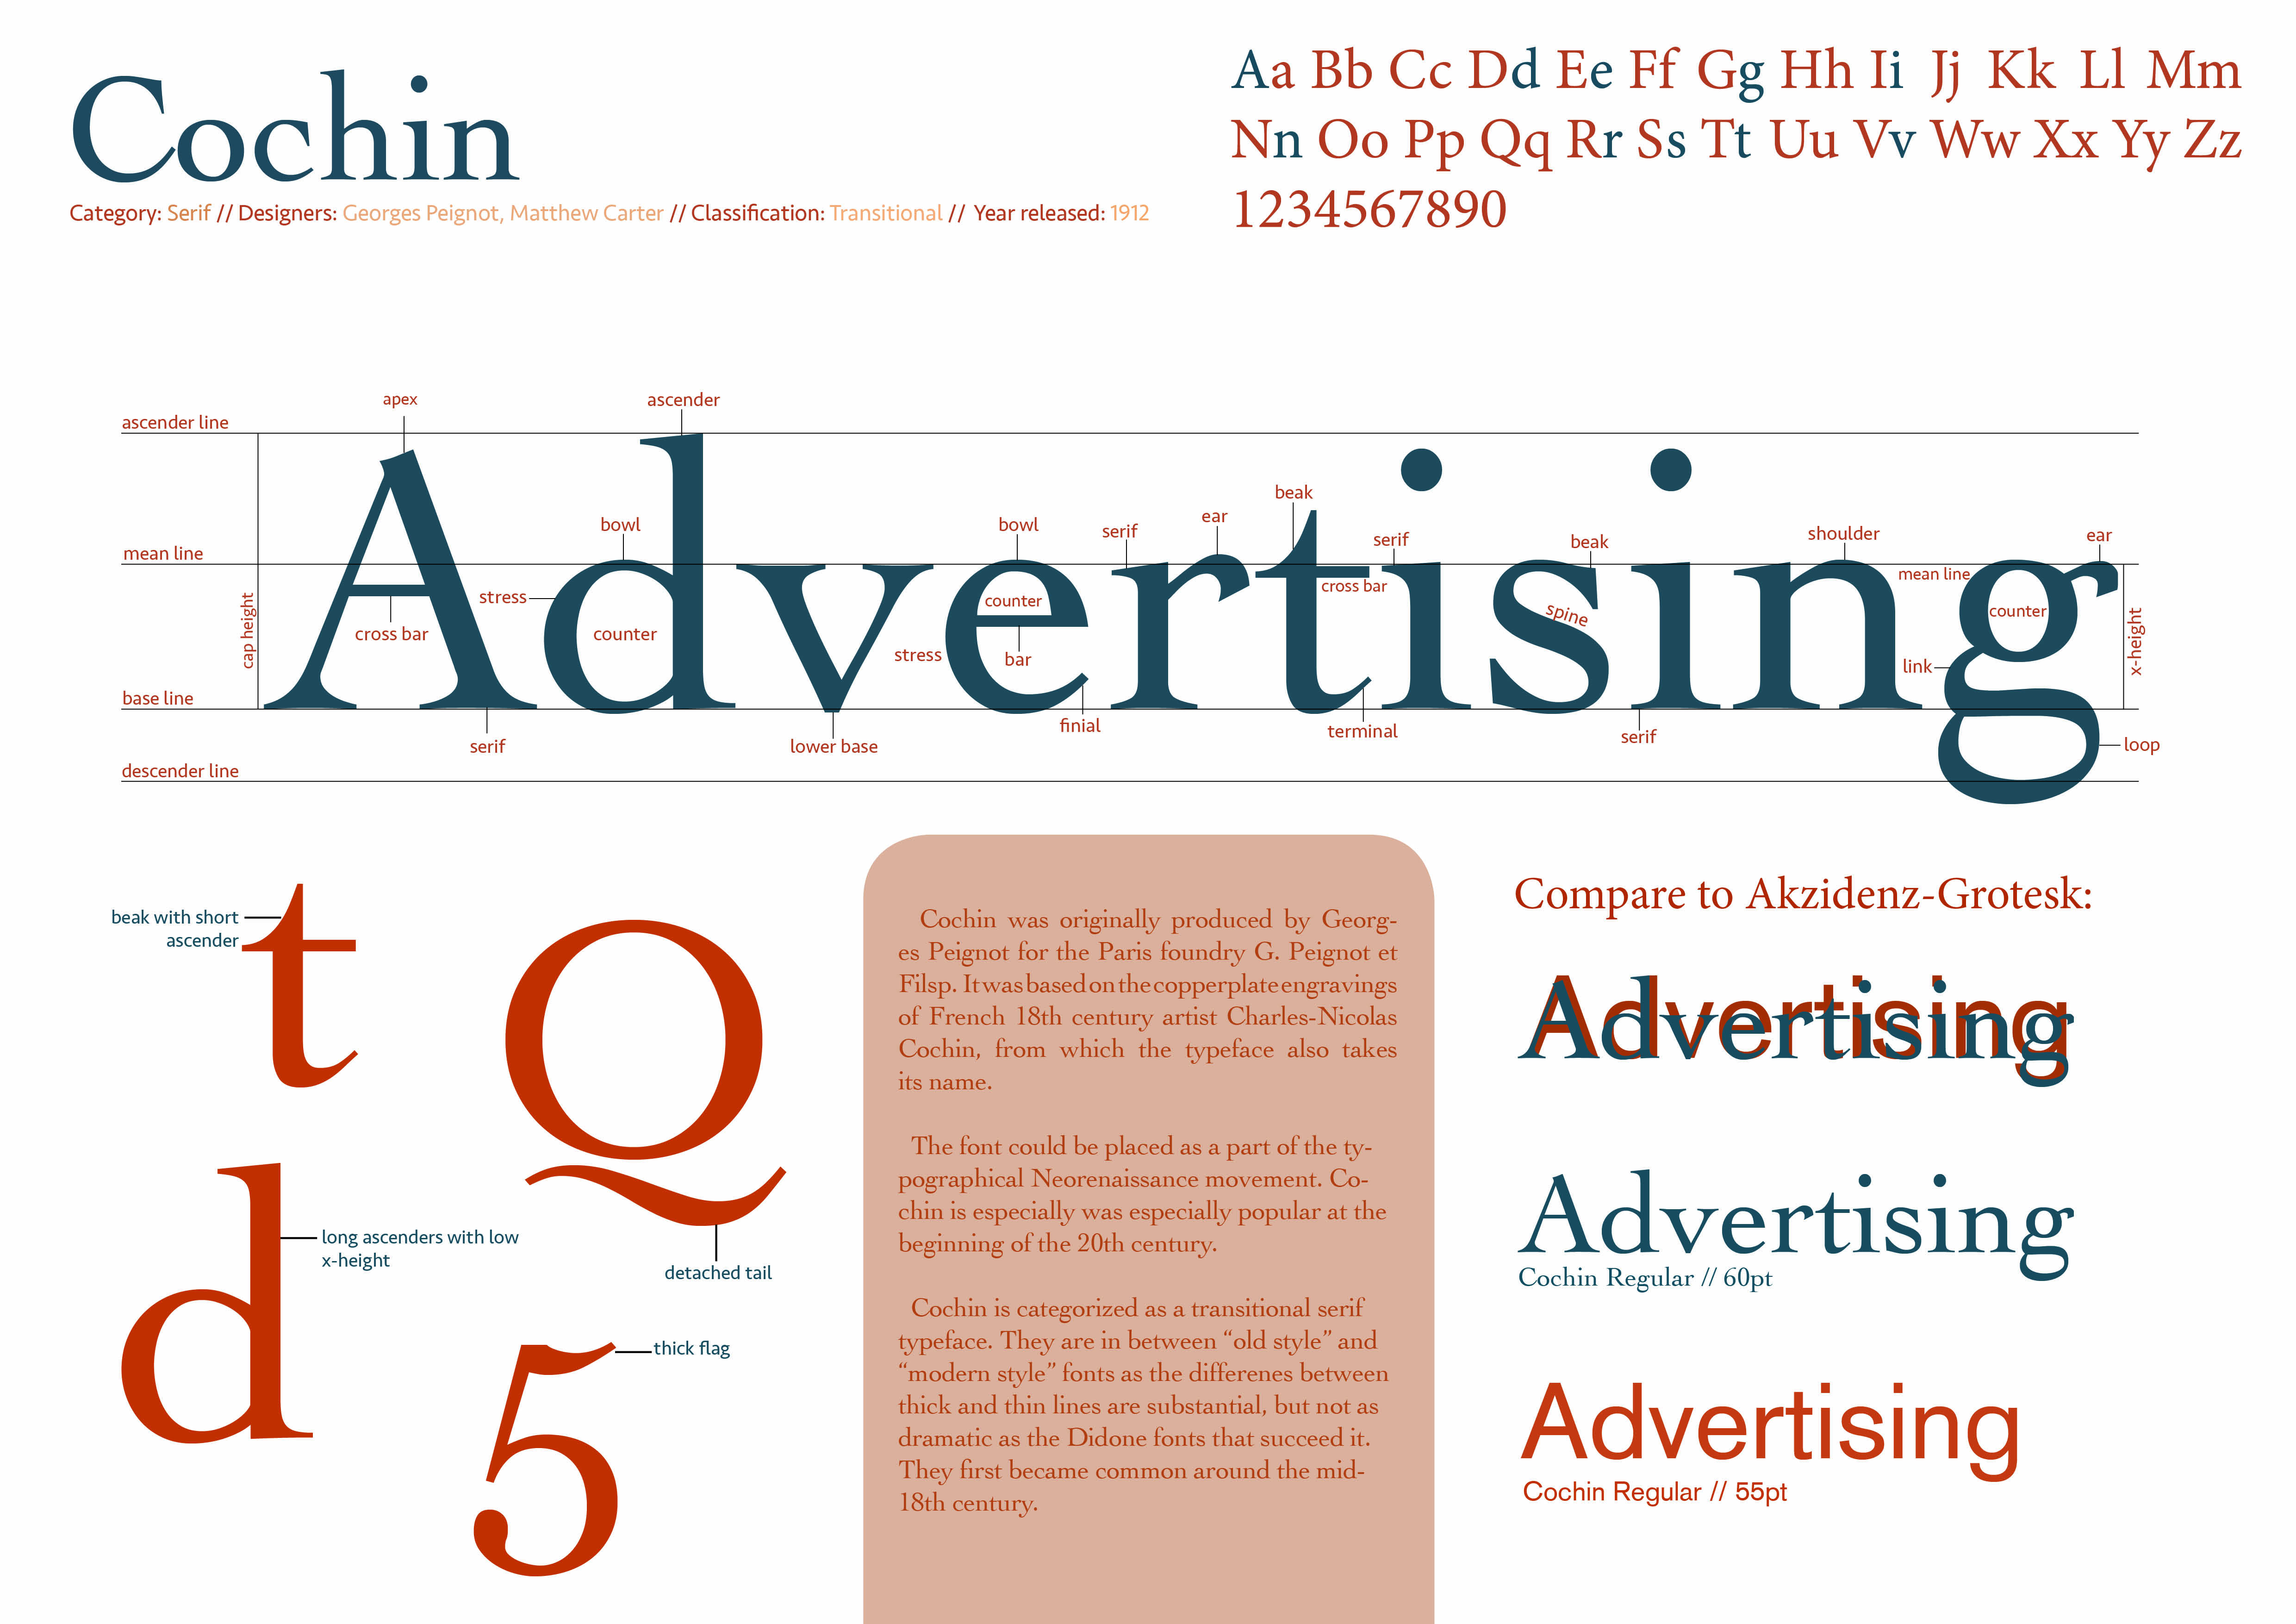 Cochin
Category: Serif // Designers: Georges Peignot, Matthew Carter // Classification: Transitional // Year released: 1912
Aa Bb Cc Dd Ee Ff Gg Hh Ii Jj Kk Ll Mm
Nn Oo Pp Qq Rr Ss Tt Uu Vv Ww Xx Yy Zz
1234567890
apex
ascender
ascender line
beak
bowl
bowl
serif
ear
serif
beak
shoulder
ear
mean line
Advertising
cap height
cross bar
stress
counter
stress
counter
bar
cross bar
spine
mean line
counter
link
x-height
base line
serif
lower base
finial
terminal
serif
loop
descender line
t
beak with short
ascender
Q
detached tail
d
long ascenders with low
x-height
5
thick flag
Cochin was originally produced by Georg-
es Peignot for the Paris foundry G. Peignot et
Filsp. It was based on the copperplate engravings
of French 18th century artist Charles-Nicolas
Cochin, from which the typeface also takes
its name.
The font could be placed as a part of the ty-
pographical Neorenaissance movement. Co-
chin is especially was especially popular at the
beginning of the 20th century.
Cochin is categorized as a transitional serif
typeface. They are in between “old style” and
“modern style” fonts as the differenes between
thick and thin lines are substantial, but not as
dramatic as the Didone fonts that succeed it.
They first became common around the mid-
18th century.
Compare to Akzidenz-Grotesk:
Advertising
Advertising
Advertising
Cochin Regular // 60pt
Advertising
Cochin Regular // 55pt